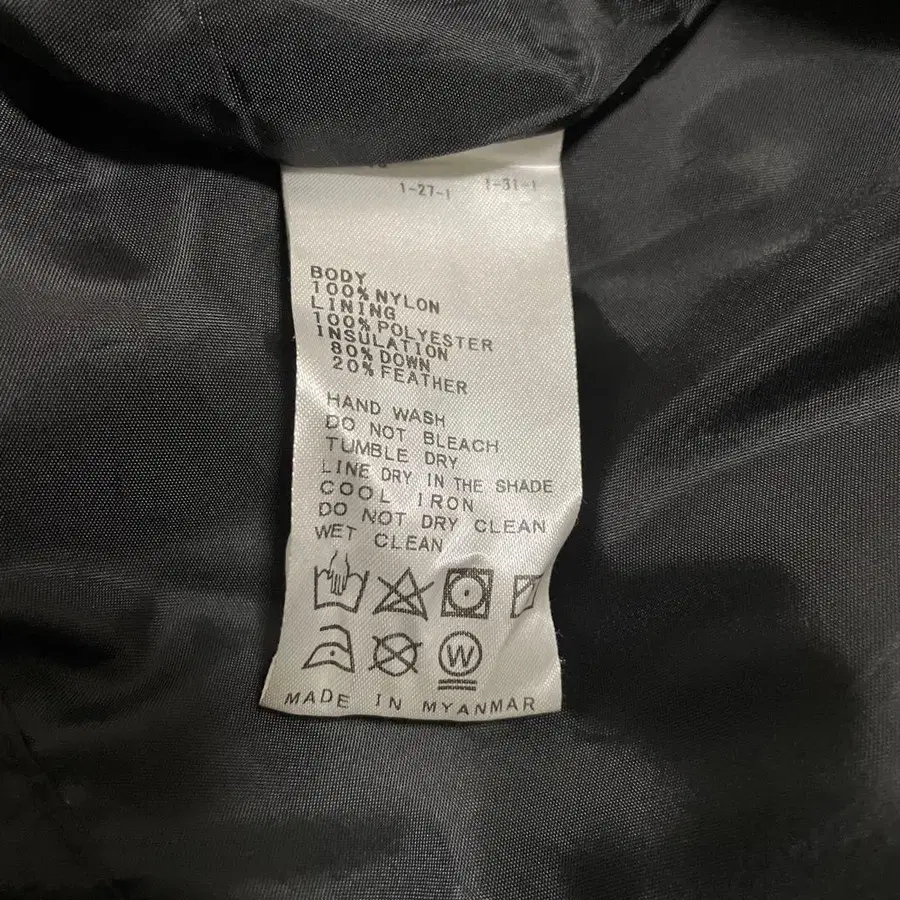 1-27-1 1-31-1
BODY
100% NYLON
LINING
100% POLYESTER
INSULATION
80% DOWN
20% FEATHER
HAND WASH
DO NOT BLEACH
TUMBLE DRY
LINE DRY IN THE SHADE
COOL IRON
DO NOT DRY CLEAN
WET CLEAN
W
MADE IN MYANMAR